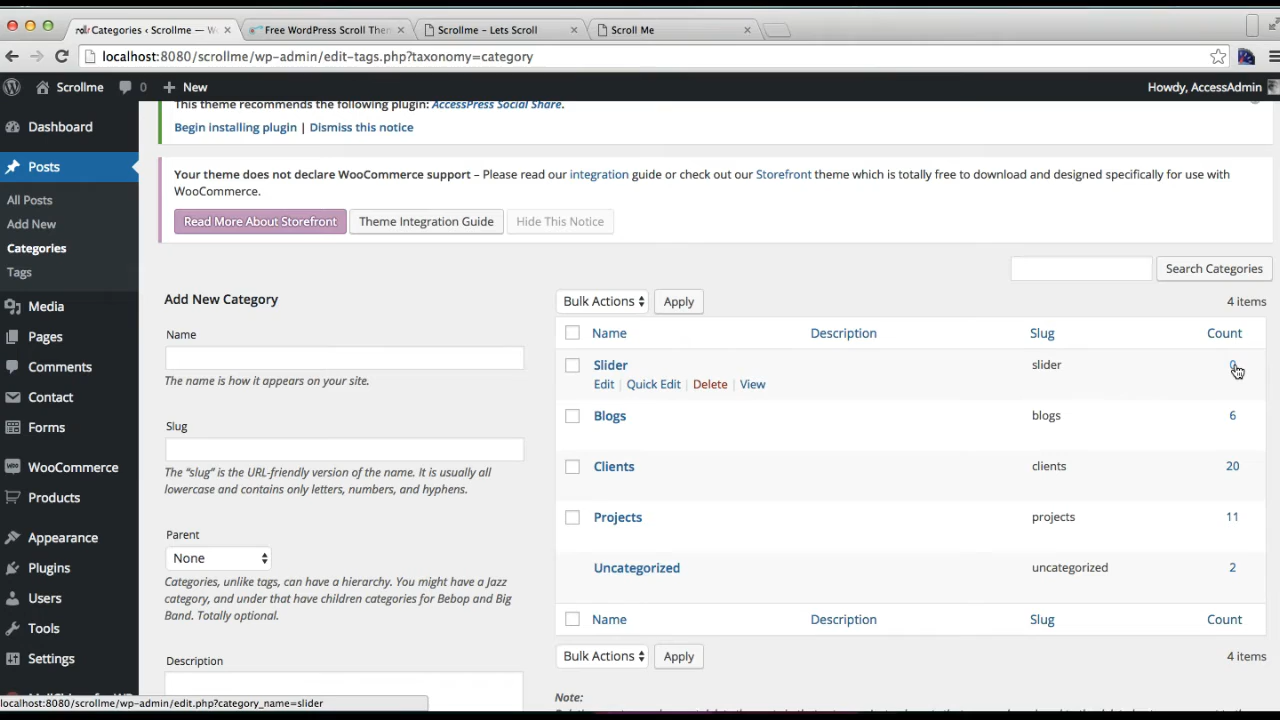 Categories ‹ Scrollme — W
Free WordPress Scroll Them
Scrollme – Lets Scroll
Scroll Me
localhost:8080/scrollme/wp-admin/edit-tags.php?taxonomy=category
Scrollme
0
New
Howdy, AccessAdmin
This theme recommends the following plugin: AccessPress Social Share.
Begin installing plugin | Dismiss this notice
Your theme does not declare WooCommerce support – Please read our integration guide or check out our Storefront theme which is totally free to download and designed specifically for use with
WooCommerce.
Read More About Storefront
Theme Integration Guide
Hide This Notice
Dashboard
Posts
All Posts
Add New
Categories
Tags
Media
Pages
Comments
Contact
Forms
WooCommerce
Products
Appearance
Plugins
Users
Tools
Settings
Search Categories
Add New Category
Name
The name is how it appears on your site.
Slug
The “slug” is the URL-friendly version of the name. It is usually all
lowercase and contains only letters, numbers, and hyphens.
Parent
None
Categories, unlike tags, can have a hierarchy. You might have a Jazz
category, and under that have children categories for Bebop and Big
Band. Totally optional.
Description
Bulk Actions Apply 4 items
Name Description Slug Count
Slider slider 0
Edit | Quick Edit | Delete | View
Blogs blogs 6
Clients clients 20
Projects projects 11
Uncategorized uncategorized 2
Name Description Slug Count
Bulk Actions Apply 4 items
Note:
localhost:8080/scrollme/wp-admin/edit.php?category_name=slider